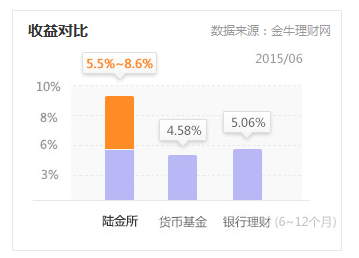 收益对比
数据来源：金牛理财网
2015/06
5.5%~8.6%
10%
8%
6%
3%
4.58%
5.06%
陆金所
货币基金
银行理财 (6~12个月)